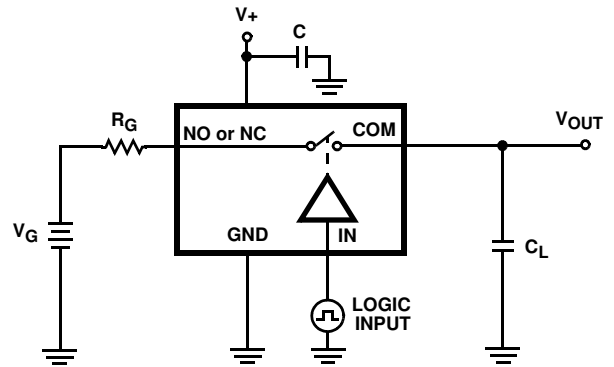 V+
C
RG
NO or NC
COM
VOUT
VG
GND
IN
CL
LOGIC
INPUT